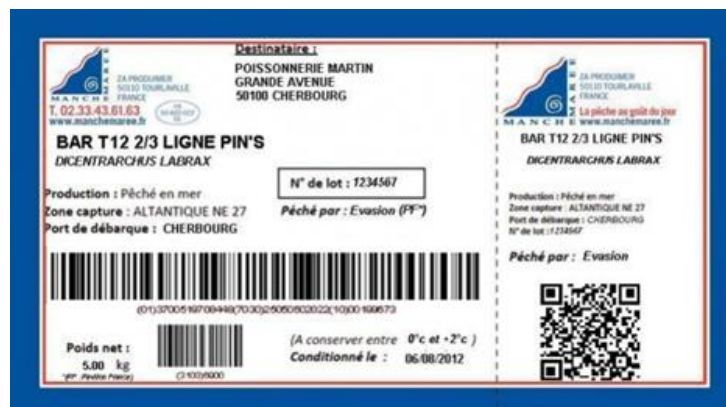 Destinataire :
POISSONNERIE MARTIN
GRANDE AVENUE
50100 CHERBOURG
ZA PRODUIMER
50110 TOURLAVILLE
FRANCE
MANCHE MAREE
T. 02.33.43.61.63
www.manchemaree.fr
BAR T12 2/3 LIGNE PIN'S
DICENTRARCHUS LABRAX
N° de lot : 1234567
Production : Pêché en mer
Zone capture : ALTANTIQUE NE 27
Port de débarque : CHERBOURG
Péché par : Evasion (PF*)
Poids net :
5.00 kg
(A conserver entre 0°c et +2°c )
Conditionné le : 06/08/2012
ZA PRODUIMER
50110 TOURLAVILLE
FRANCE
MANCHE MAREE
La pêche au goût du jour
www.manchemaree.fr
BAR T12 2/3 LIGNE PIN'S
DICENTRARCHUS LABRAX
Production : Pêché en mer
Zone capture : ALTANTIQUE NE 27
Port de débarque : CHERBOURG
N° de lot :1234567
Péché par : Evasion